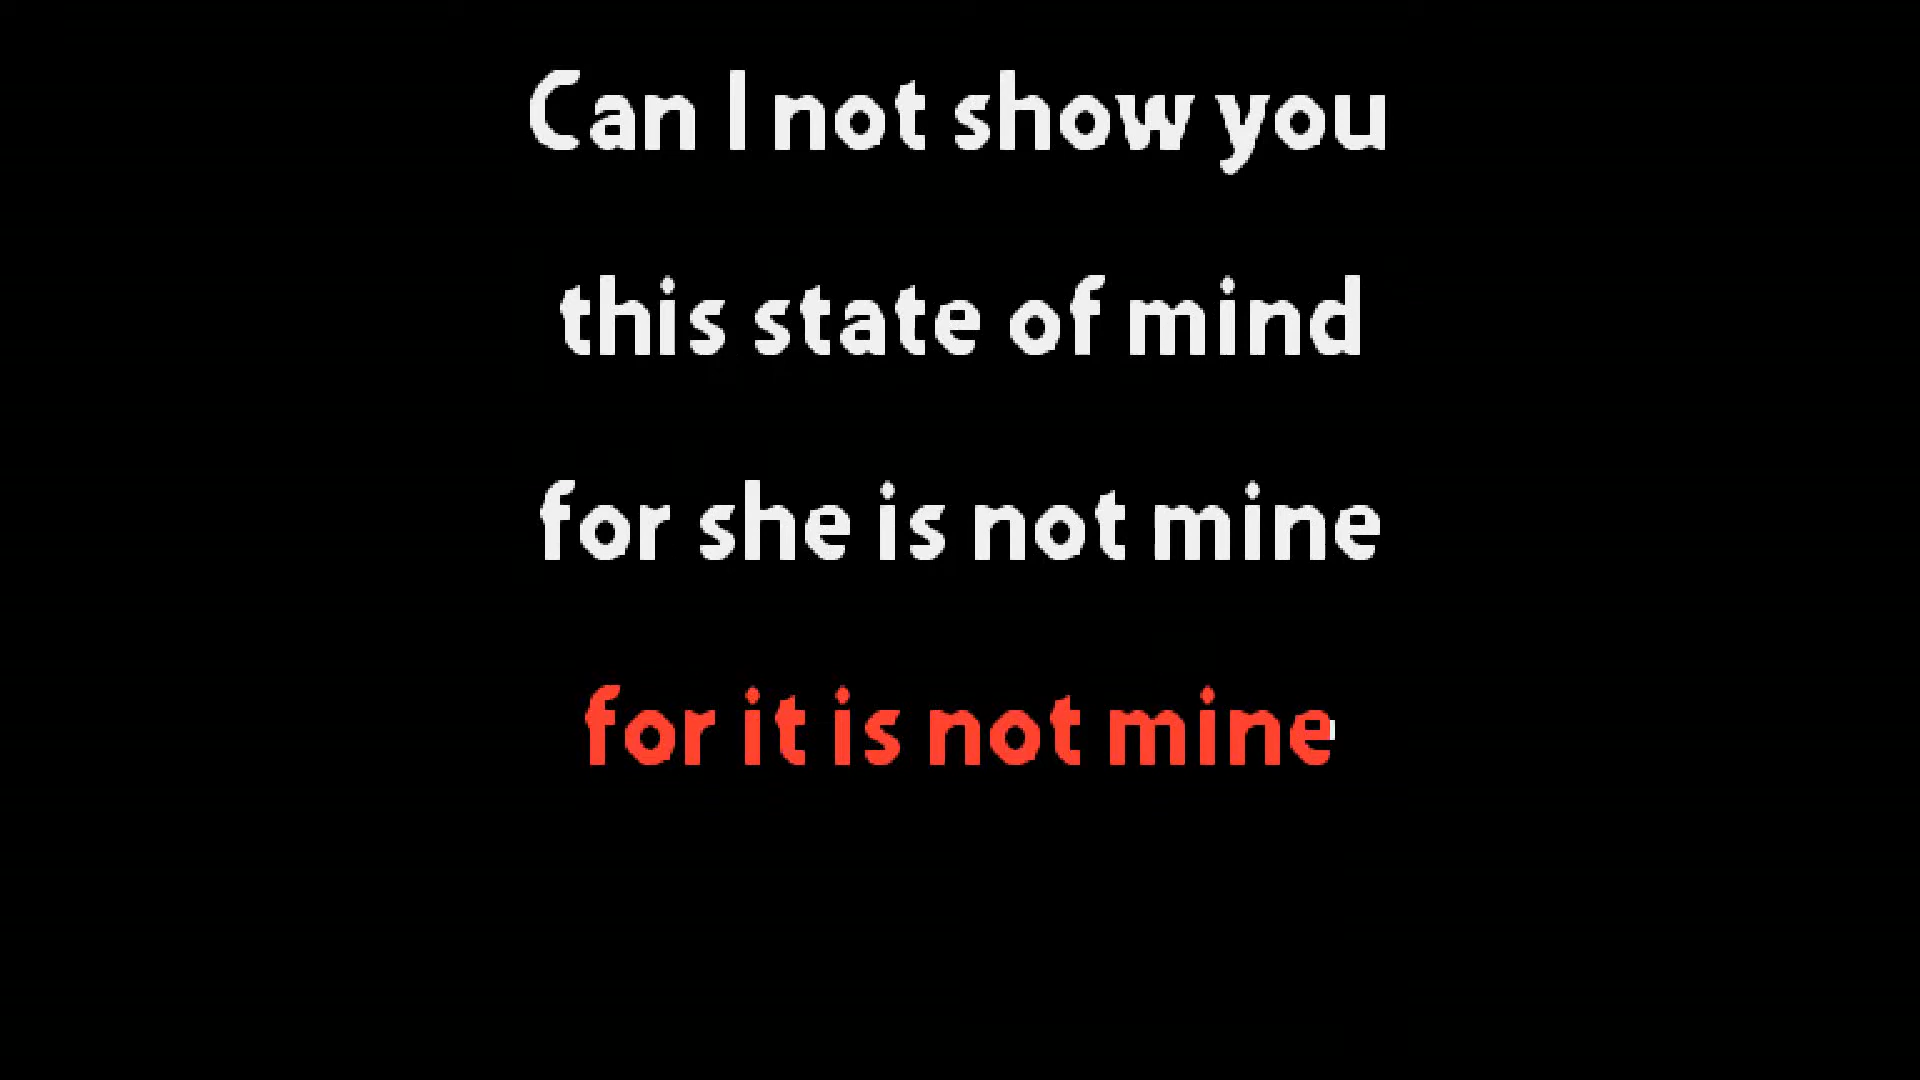 Can I not show you
this state of mind
for she is not mine
for it is not mine